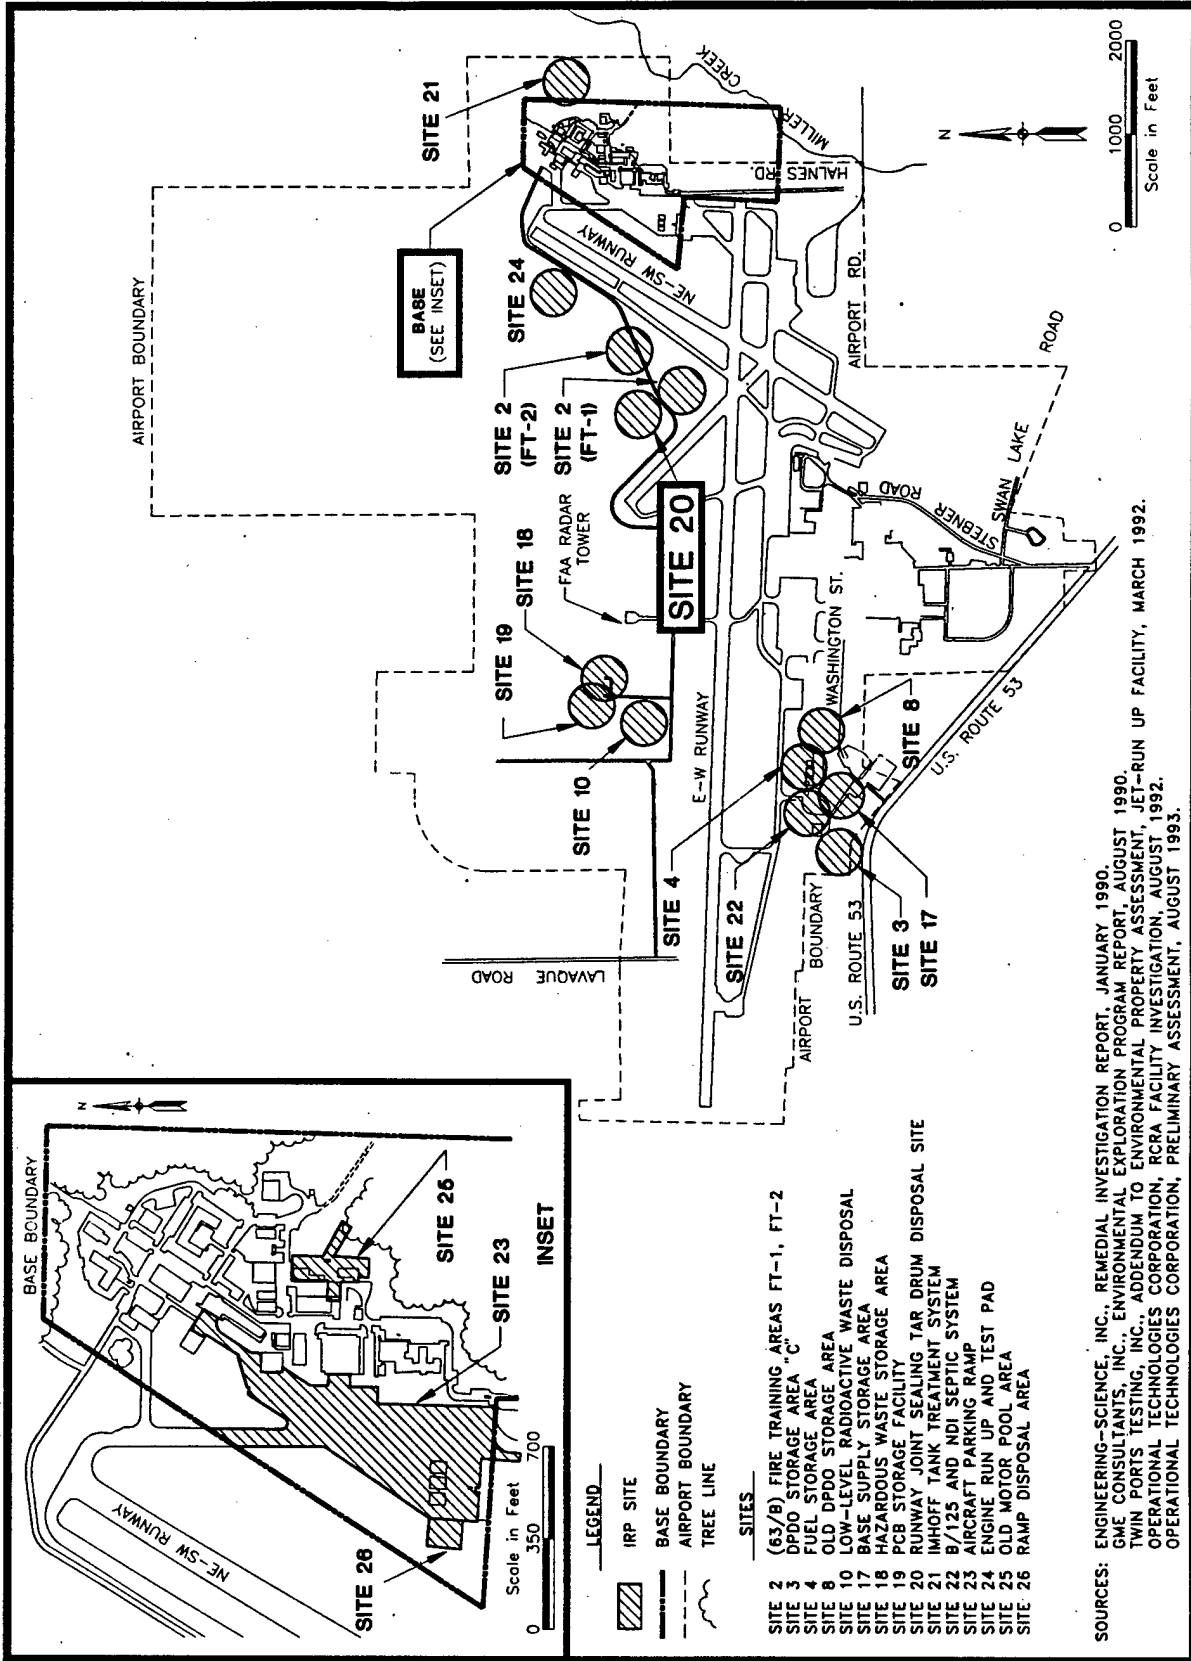 AIRPORT BOUNDARY
BASE
(SEE INSET)
SITE 21
SITE 24
SITE 2
(FT-2)
SITE 2
(FT-1)
SITE 20
FAA RADAR
TOWER
SITE 18
SITE 19
SITE 10
MILLER
CREEK
HALNES RD.
NE-SW RUNWAY
E-W RUNWAY
AIRPORT RD.
SWAN LAKE
ROAD
STEBNER
ROAD
WASHINGTON ST.
U.S. ROUTE 53
SITE 8
SITE 4
SITE 22
SITE 3
SITE 17
U.S. ROUTE 53
AIRPORT
BOUNDARY
LAVAQUE
ROAD
N
0 1000 2000
Scale in Feet
BASE BOUNDARY
N
NE-SW RUNWAY
SITE 25
SITE 23
SITE 26
INSET
0 350 700
Scale in Feet
LEGEND
IRP SITE
BASE BOUNDARY
AIRPORT BOUNDARY
TREE LINE
SITES
SITE 2 (63/B) FIRE TRAINING AREAS FT-1, FT-2
SITE 3 DPDO STORAGE AREA "C"
SITE 4 FUEL STORAGE AREA
SITE 8 OLD DPDO STORAGE AREA
SITE 10 LOW-LEVEL RADIOACTIVE WASTE DISPOSAL
SITE 17 BASE SUPPLY STORAGE AREA
SITE 18 HAZARDOUS WASTE STORAGE AREA
SITE 19 PCB STORAGE FACILITY
SITE 20 RUNWAY JOINT SEALING TAR DRUM DISPOSAL SITE
SITE 21 IMHOFF TANK TREATMENT SYSTEM
SITE 22 B/125 AND NDI SEPTIC SYSTEM
SITE 23 AIRCRAFT PARKING RAMP
SITE 24 ENGINE RUN UP AND TEST PAD
SITE 25 OLD MOTOR POOL AREA
SITE 26 RAMP DISPOSAL AREA
SOURCES: ENGINEERING-SCIENCE, INC., REMEDIAL INVESTIGATION REPORT, JANUARY 1990.
GME CONSULTANTS, INC., ENVIRONMENTAL EXPLORATION PROGRAM REPORT, AUGUST 1990.
TWIN PORTS TESTING, INC., ADDENDUM TO ENVIRONMENTAL PROPERTY ASSESSMENT, JET-RUN UP FACILITY, MARCH 1992.
OPERATIONAL TECHNOLOGIES CORPORATION, RCRA FACILITY INVESTIGATION, AUGUST 1992.
OPERATIONAL TECHNOLOGIES CORPORATION, PRELIMINARY ASSESSMENT, AUGUST 1993.